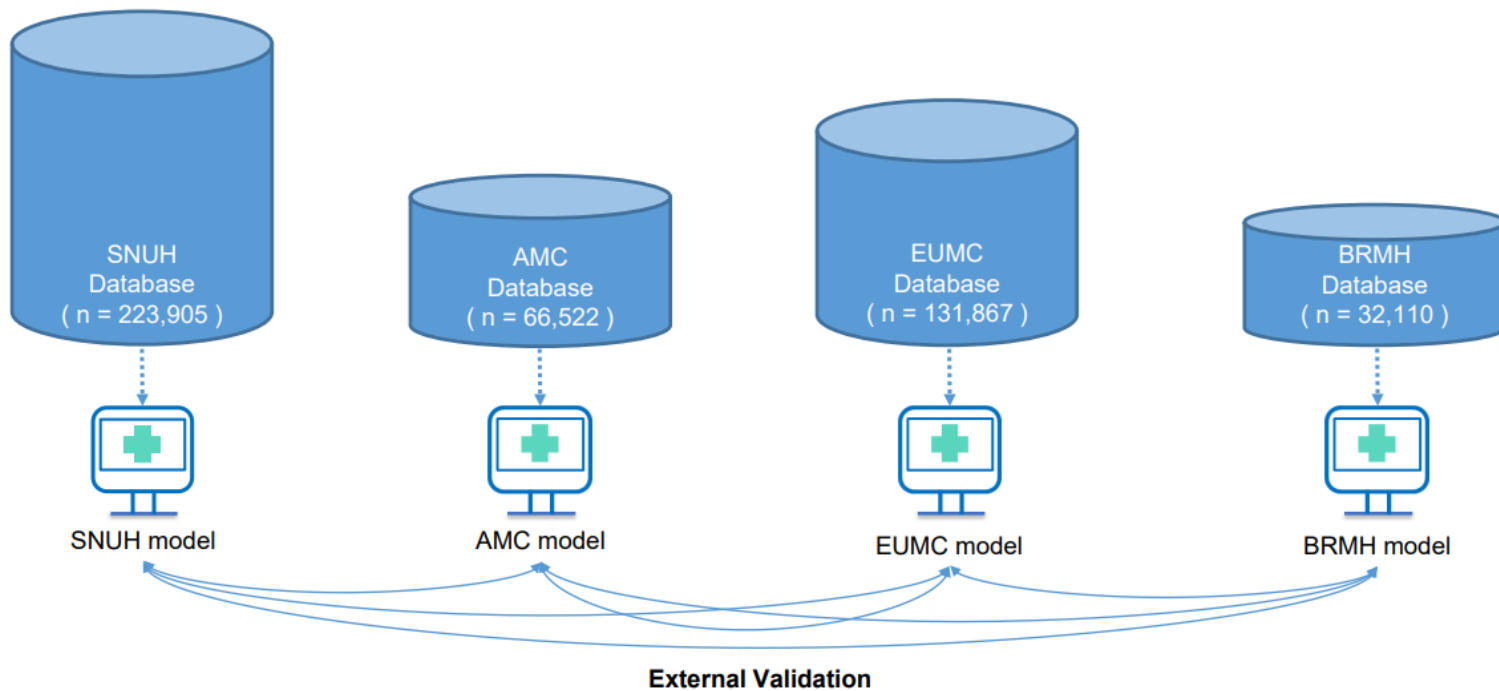 SNUH
Database
( n = 223,905 )
AMC
Database
( n = 66,522 )
EUMC
Database
( n = 131,867 )
BRMH
Database
( n = 32,110 )
SNUH model
AMC model
EUMC model
BRMH model
External Validation